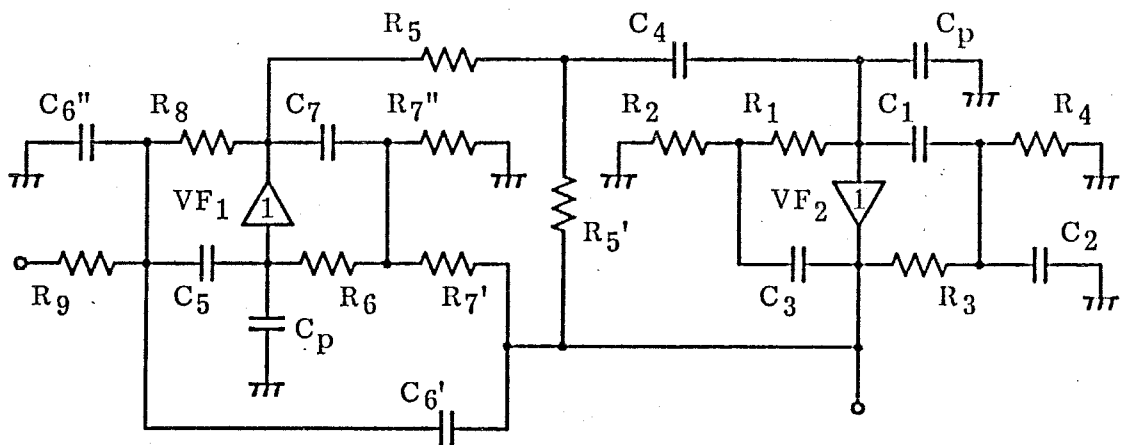 R5 C4 Cp
C6" R8 C7 R7" R2 R1 C1 R4
VF1 1 R5' VF2 1 C2
R9 C5 R6 R7' C3 R3
Cp
C6'